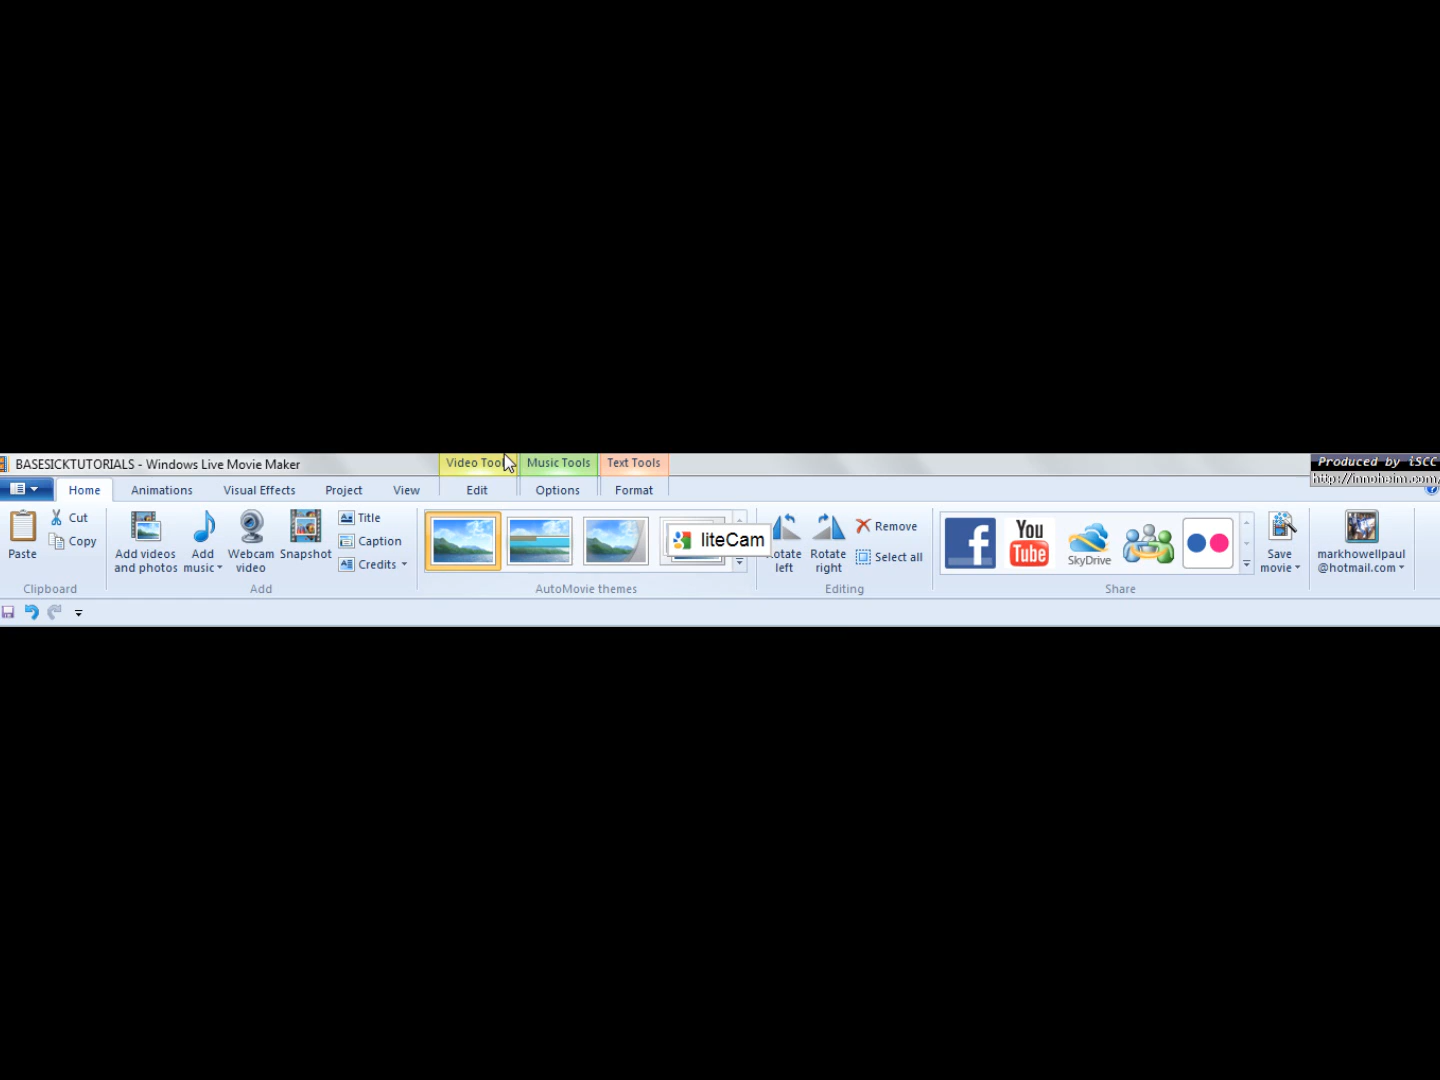 BASESICKTUTORIALS - Windows Live Movie Maker
Video Tool
Music Tools
Text Tools
Produced by iSCC
Home
Animations
Visual Effects
Project
View
Edit
Options
Format
http://innoheim.com/
Paste
Cut
Copy
Clipboard
Add videos
and photos
Add
music
Webcam
video
Snapshot
Title
Caption
Credits
Add
AutoMovie themes
liteCam
otate
left
Rotate
right
Remove
Select all
Editing
f
You
Tube
SkyDrive
Share
Save
movie
markhowellpaul
@hotmail.com